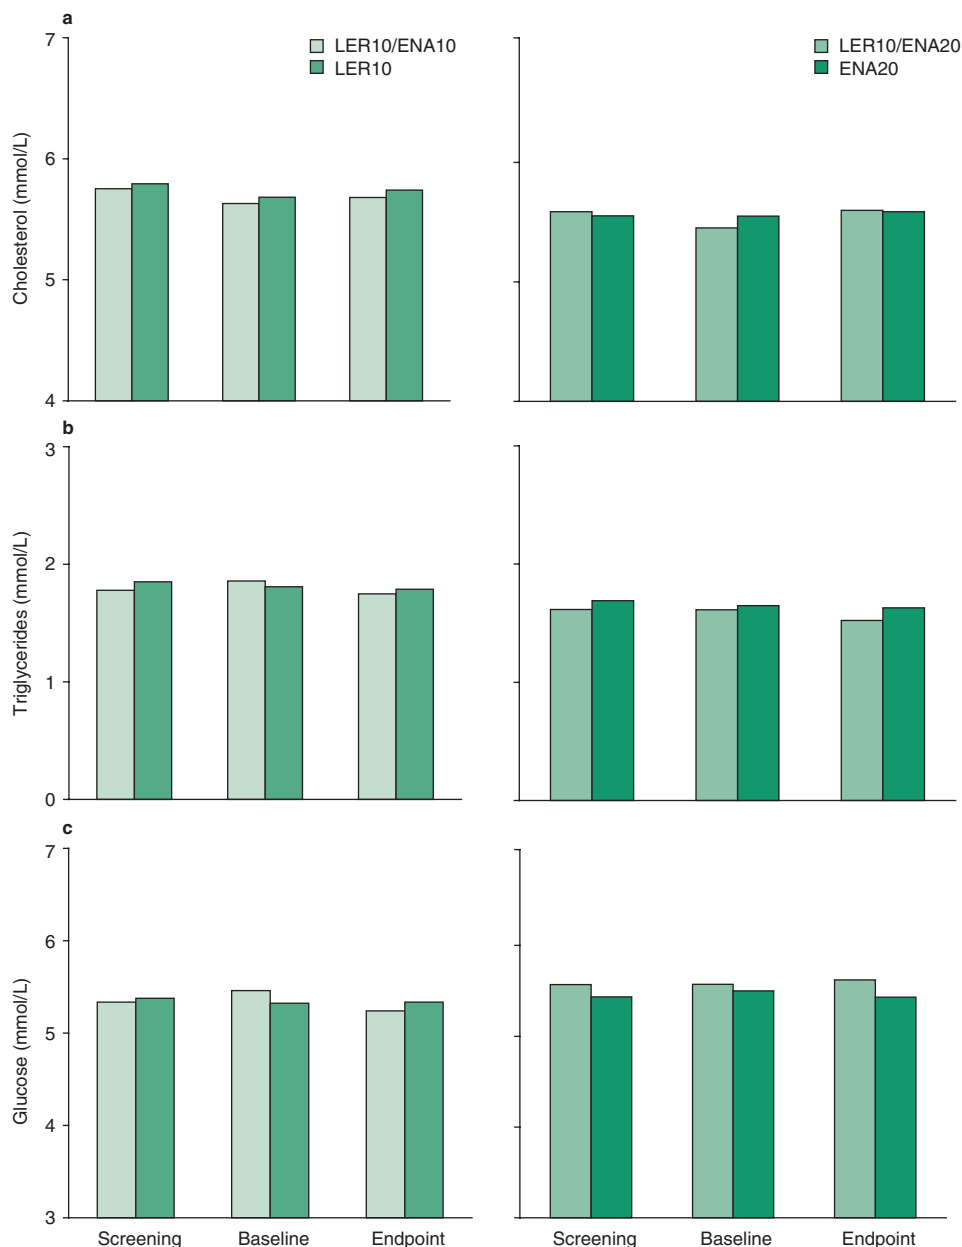 a
LER10/ENA10
LER10
LER10/ENA20
ENA20
Cholesterol (mmol/L)
7
6
5
4
b
Triglycerides (mmol/L)
3
2
1
0
c
Glucose (mmol/L)
7
6
5
4
3
Screening Baseline Endpoint
Screening Baseline Endpoint